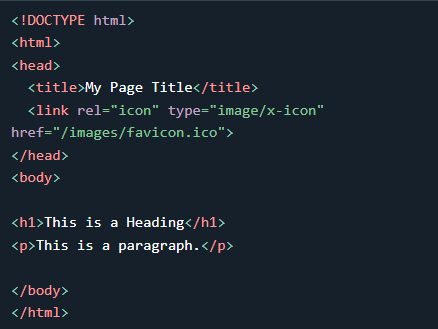 <!DOCTYPE html>
<html>
<head>
  <title>My Page Title</title>
  <link rel="icon" type="image/x-icon"
href="/images/favicon.ico">
</head>
<body>

<h1>This is a Heading</h1>
<p>This is a paragraph.</p>

</body>
</html>